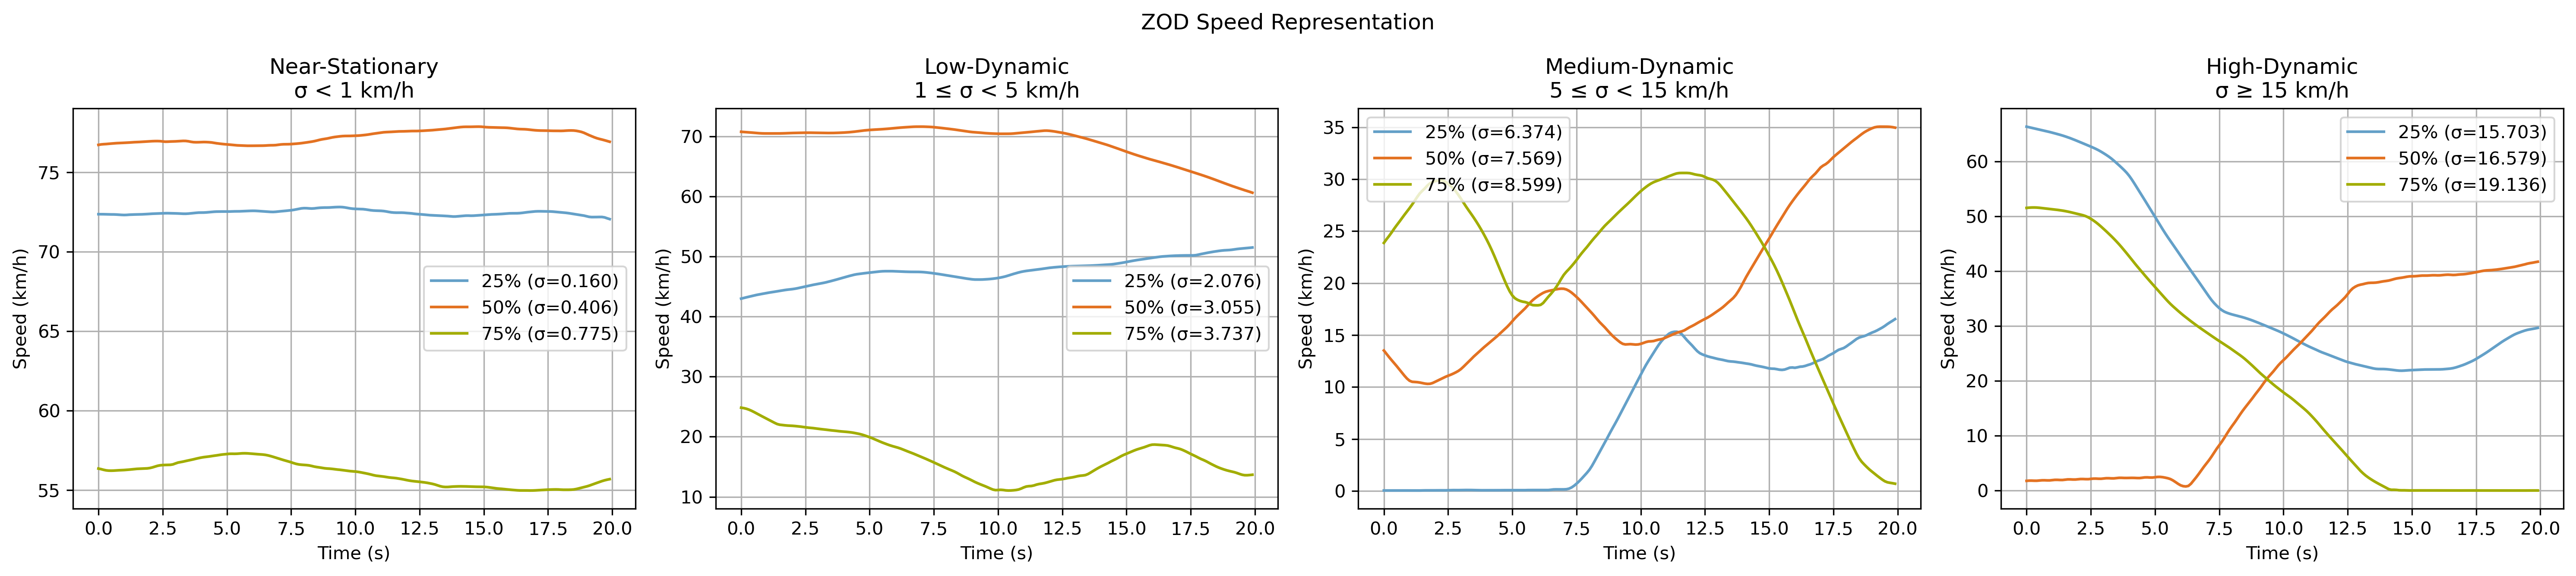 ZOD Speed Representation
Near-Stationary
σ < 1 km/h
Speed (km/h)
75
70
65
60
55
25% (σ=0.160)
50% (σ=0.406)
75% (σ=0.775)
0.0 2.5 5.0 7.5 10.0 12.5 15.0 17.5 20.0
Time (s)
Low-Dynamic
1 ≤ σ < 5 km/h
Speed (km/h)
70
60
50
40
30
20
10
25% (σ=2.076)
50% (σ=3.055)
75% (σ=3.737)
0.0 2.5 5.0 7.5 10.0 12.5 15.0 17.5 20.0
Time (s)
Medium-Dynamic
5 ≤ σ < 15 km/h
Speed (km/h)
35
30
25
20
15
10
5
0
25% (σ=6.374)
50% (σ=7.569)
75% (σ=8.599)
0.0 2.5 5.0 7.5 10.0 12.5 15.0 17.5 20.0
Time (s)
High-Dynamic
σ ≥ 15 km/h
Speed (km/h)
60
50
40
30
20
10
0
25% (σ=15.703)
50% (σ=16.579)
75% (σ=19.136)
0.0 2.5 5.0 7.5 10.0 12.5 15.0 17.5 20.0
Time (s)